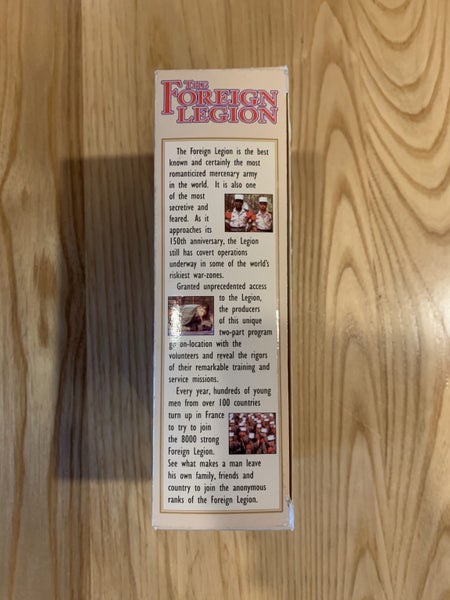 THE
FOREIGN
LEGION
The Foreign Legion is the best
known and certainly the most
romanticized mercenary army
in the world. It is also one
of the most
secretive and
feared. As it
approaches its
150th anniversary, the Legion
still has covert operations
underway in some of the world's
riskiest war-zones.
Granted unprecedented access
to the Legion,
the producers
of this unique
two-part program
go on-location with the
volunteers and reveal the rigors
of their remarkable training and
service missions.
Every year, hundreds of young
men from over 100 countries
turn up in France
to try to join
the 8000 strong
Foreign Legion.
See what makes a man leave
his own family, friends and
country to join the anonymous
ranks of the Foreign Legion.